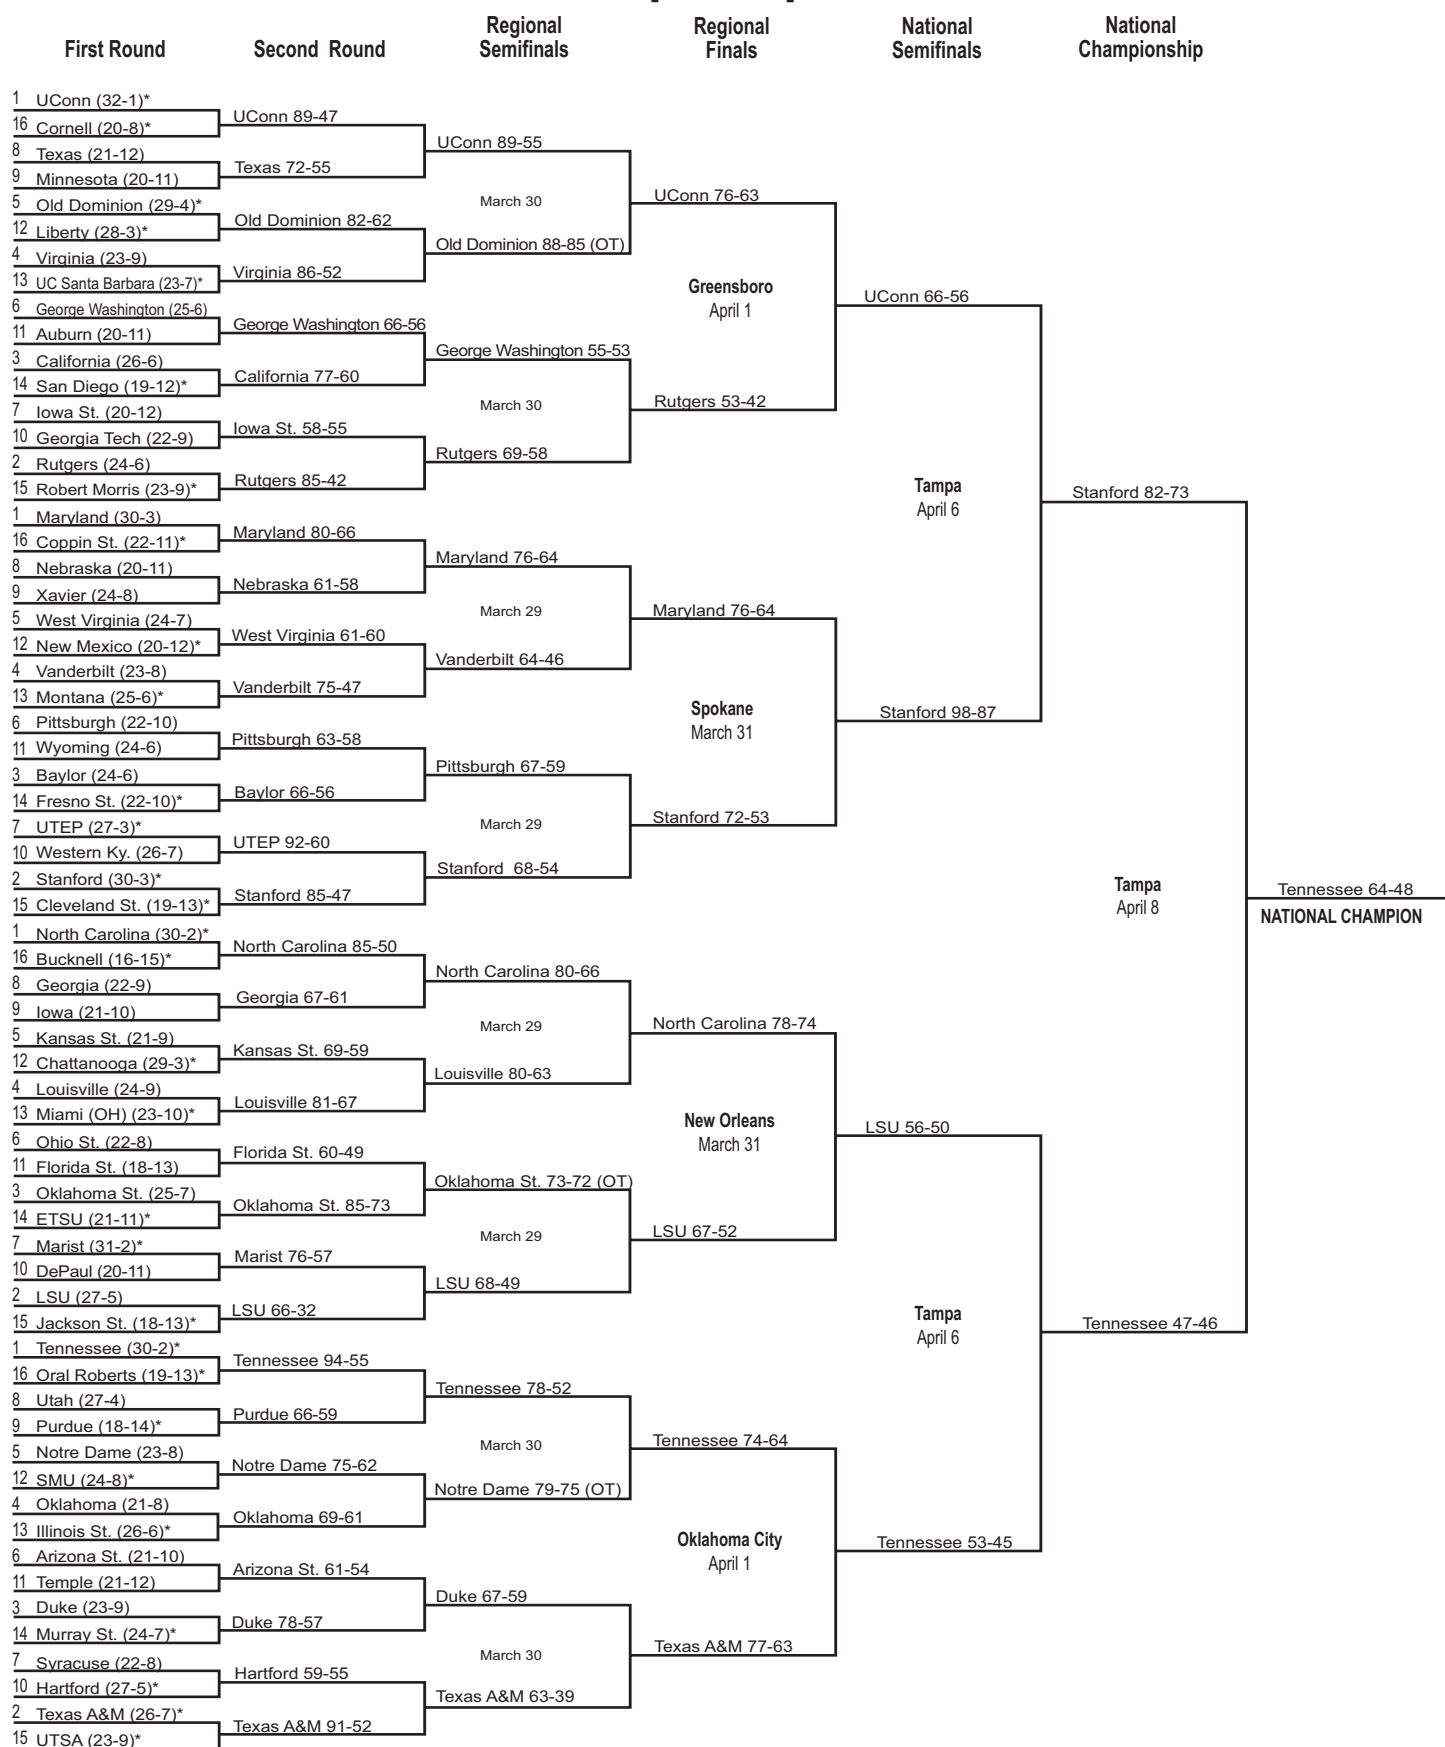 First Round
Second Round
Regional Semifinals
Regional Finals
National Semifinals
National Championship
1 UConn (32-1)*
16 Cornell (20-8)*
8 Texas (21-12)
9 Minnesota (20-11)
5 Old Dominion (29-4)*
12 Liberty (28-3)*
4 Virginia (23-9)
13 UC Santa Barbara (23-7)*
6 George Washington (25-6)
11 Auburn (20-11)
3 California (26-6)
14 San Diego (19-12)*
7 Iowa St. (20-12)
10 Georgia Tech (22-9)
2 Rutgers (24-6)
15 Robert Morris (23-9)*
1 Maryland (30-3)
16 Coppin St. (22-11)*
8 Nebraska (20-11)
9 Xavier (24-8)
5 West Virginia (24-7)
12 New Mexico (20-12)*
4 Vanderbilt (23-8)
13 Montana (25-6)*
6 Pittsburgh (22-10)
11 Wyoming (24-6)
3 Baylor (24-6)
14 Fresno St. (22-10)*
7 UTEP (27-3)*
10 Western Ky. (26-7)
2 Stanford (30-3)*
15 Cleveland St. (19-13)*
1 North Carolina (30-2)*
16 Bucknell (16-15)*
8 Georgia (22-9)
9 Iowa (21-10)
5 Kansas St. (21-9)
12 Chattanooga (29-3)*
4 Louisville (24-9)
13 Miami (OH) (23-10)*
6 Ohio St. (22-8)
11 Florida St. (18-13)
3 Oklahoma St. (25-7)
14 ETSU (21-11)*
7 Marist (31-2)*
10 DePaul (20-11)
2 LSU (27-5)
15 Jackson St. (18-13)*
1 Tennessee (30-2)*
16 Oral Roberts (19-13)*
8 Utah (27-4)
9 Purdue (18-14)*
5 Notre Dame (23-8)
12 SMU (24-8)*
4 Oklahoma (21-8)
13 Illinois St. (26-6)*
6 Arizona St. (21-10)
11 Temple (21-12)
3 Duke (23-9)
14 Murray St. (24-7)*
7 Syracuse (22-8)
10 Hartford (27-5)*
2 Texas A&M (26-7)*
15 UTSA (23-9)*
UConn 89-47
Texas 72-55
Old Dominion 82-62
Virginia 86-52
George Washington 66-56
California 77-60
Iowa St. 58-55
Rutgers 85-42
Maryland 80-66
Nebraska 61-58
West Virginia 61-60
Vanderbilt 75-47
Pittsburgh 63-58
Baylor 66-56
UTEP 92-60
Stanford 85-47
North Carolina 85-50
Georgia 67-61
Kansas St. 69-59
Louisville 81-67
Florida St. 60-49
Oklahoma St. 85-73
Marist 76-57
LSU 66-32
Tennessee 94-55
Purdue 66-59
Notre Dame 75-62
Oklahoma 69-61
Arizona St. 61-54
Duke 78-57
Hartford 59-55
Texas A&M 91-52
UConn 89-55
March 30
Old Dominion 88-85 (OT)
George Washington 55-53
March 30
Rutgers 69-58
Maryland 76-64
March 29
Vanderbilt 64-46
Pittsburgh 67-59
March 29
Stanford 68-54
North Carolina 80-66
March 29
Louisville 80-63
Oklahoma St. 73-72 (OT)
March 29
LSU 68-49
Tennessee 78-52
March 30
Notre Dame 79-75 (OT)
Duke 67-59
March 30
Texas A&M 63-39
UConn 76-63
Greensboro
April 1
Rutgers 53-42
Maryland 76-64
Spokane
March 31
Stanford 72-53
North Carolina 78-74
New Orleans
March 31
LSU 67-52
Tennessee 74-64
Oklahoma City
April 1
Texas A&M 77-63
UConn 66-56
Tampa
April 6
Stanford 98-87
LSU 56-50
Tampa
April 6
Tennessee 53-45
Stanford 82-73
Tampa
April 8
Tennessee 47-46
Tennessee 64-48
NATIONAL CHAMPION